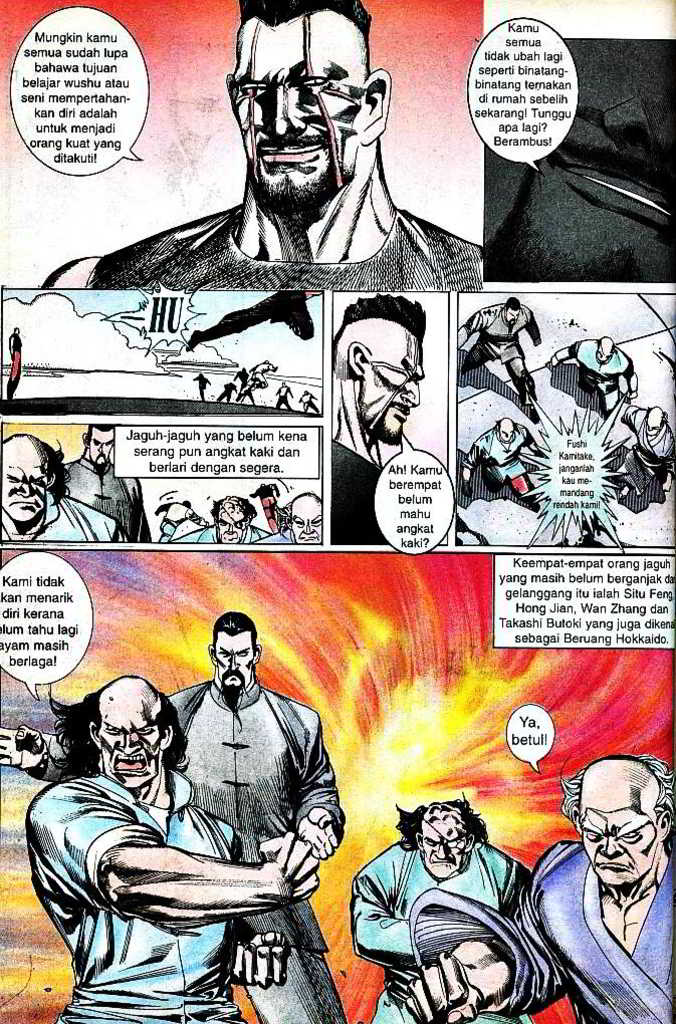 Mungkin kamu
semua sudah lupa
bahawa tujuan
belajar wushu atau
seni mempertahan-
kan diri adalah
untuk menjadi
orang kuat yang
ditakuti!
Kamu
semua
tidak ubah lagi
seperti binatang-
binatang ternakan
di rumah sebelih
sekarang! Tunggu
apa lagi?
Berambus!
HU
Jaguh-jaguh yang belum kena
serang pun angkat kaki dan
berlari dengan segera.
Ah! Kamu
berempat
belum
mahu
angkat
kaki?
Fushi
Kamitake,
janganlah
kau me-
mandang
rendah kami!
Kami tidak
akan menarik
diri kerana
elum tahu lagi
ayam masih
berlaga!
Keempat-empat orang jaguh
yang masih belum berganjak da
gelanggang itu ialah Situ Feng,
Hong Jian, Wan Zhang dan
Takashi Butoki yang juga diken
sebagai Beruang Hokkaido.
Ya,
betul!